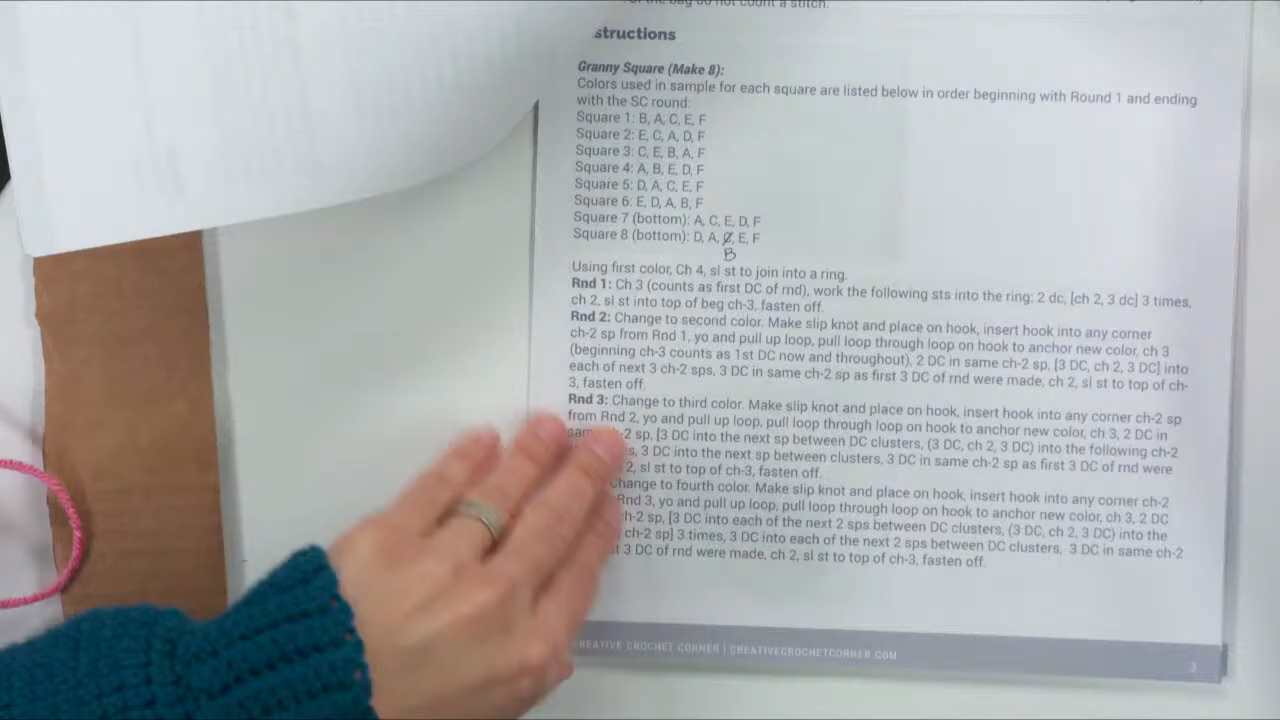 of the bag do not count a stitch.
structions
Granny Square (Make 8):
Colors used in sample for each square are listed below in order beginning with Round 1 and ending
with the SC round:
Square 1: B, A, C, E, F
Square 2: E, C, A, D, F
Square 3: C, E, B, A, F
Square 4: A, B, E, D, F
Square 5: D, A, C, E, F
Square 6: E, D, A, B, F
Square 7 (bottom): A, C, E, D, F
Square 8 (bottom): D, A, C, E, F
B
Using first color, Ch 4, sl st to join into a ring.
Rnd 1: Ch 3 (counts as first DC of rnd), work the following sts into the ring: 2 dc, [ch 2, 3 dc] 3 times,
ch 2, sl st into top of beg ch-3, fasten off.
Rnd 2: Change to second color. Make slip knot and place on hook, insert hook into any corner
ch-2 sp from Rnd 1, yo and pull up loop, pull loop through loop on hook to anchor new color, ch 3
(beginning ch-3 counts as 1st DC now and throughout), 2 DC in same ch-2 sp, [3 DC, ch 2, 3 DC] into
each of next 3 ch-2 sps, 3 DC in same ch-2 sp as first 3 DC of rnd were made, ch 2, sl st to top of ch-
3, fasten off.
Rnd 3: Change to third color. Make slip knot and place on hook, insert hook into any corner ch-2 sp
from Rnd 2, yo and pull up loop, pull loop through loop on hook to anchor new color, ch 3, 2 DC in
-2 sp, [3 DC into the next sp between DC clusters, (3 DC, ch 2, 3 DC) into the following ch-2
s, 3 DC into the next sp between clusters, 3 DC in same ch-2 sp as first 3 DC of rnd were
2, sl st to top of ch-3, fasten off.
hange to fourth color. Make slip knot and place on hook, insert hook into any corner ch-2
Rnd 3, yo and pull up loop, pull loop through loop on hook to anchor new color, ch 3, 2 DC
ch-2 sp, [3 DC into each of the next 2 sps between DC clusters, (3 DC, ch 2, 3 DC) into the
ch-2 sp] 3 times, 3 DC into each of the next 2 sps between DC clusters, 3 DC in same ch-2
t 3 DC of rnd were made, ch 2, sl st to top of ch-3, fasten off.
REATIVE CROCHET CORNER | CREATIVECROCHETCORNER.COM
3